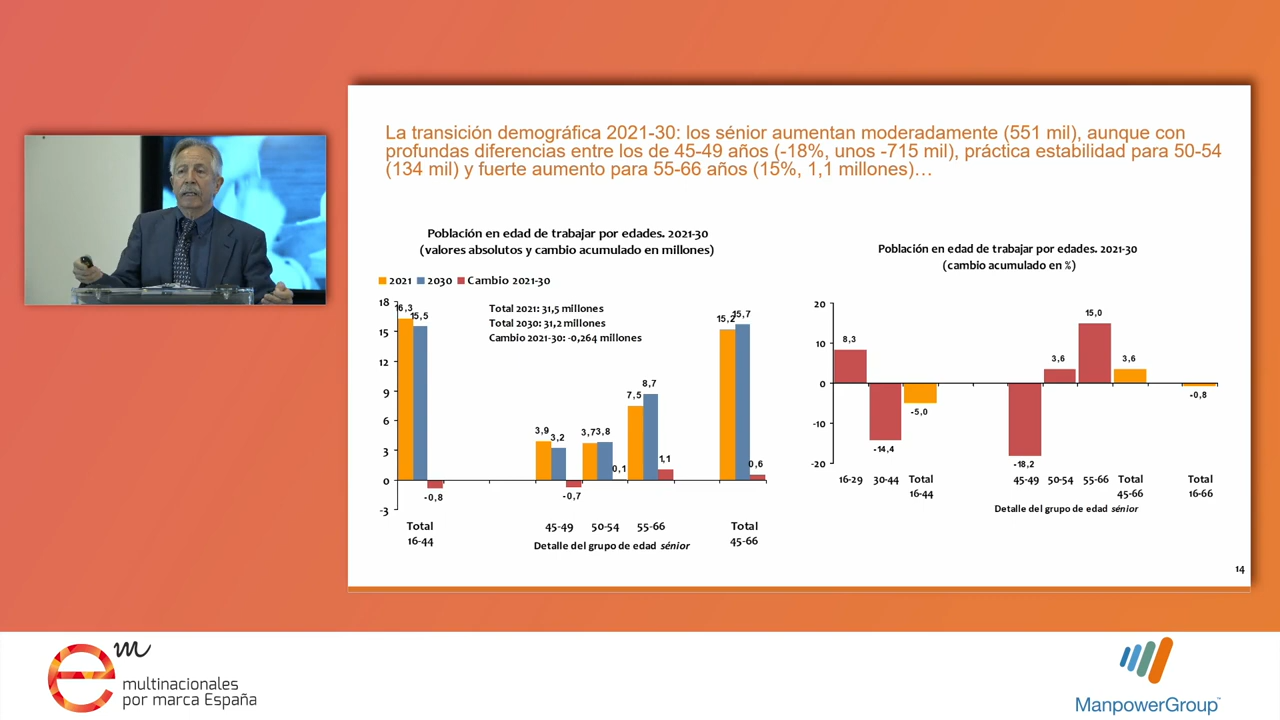 La transición demográfica 2021-30: los sénior aumentan moderadamente (551 mil), aunque con
profundas diferencias entre los de 45-49 años (-18%, unos -715 mil), práctica estabilidad para 50-54
(134 mil) y fuerte aumento para 55-66 años (15%, 1,1 millones)…
Población en edad de trabajar por edades. 2021-30
(valores absolutos y cambio acumulado en millones)
2021 2030 Cambio 2021-30
Total 2021: 31,5 millones
Total 2030: 31,2 millones
Cambio 2021-30: -0,264 millones
18
15
12
9
6
3
0
-3
16,3
15,5
-0,8
3,9
3,2
-0,7
3,7
3,8
0,1
7,5
8,7
1,1
15,2
15,7
0,6
Total
16-44
45-49
50-54
55-66
Total
45-66
Detalle del grupo de edad sénior
Población en edad de trabajar por edades. 2021-30
(cambio acumulado en %)
20
10
0
-10
-20
8,3
-14,4
-5,0
-18,2
3,6
15,0
3,6
-0,8
16-29
30-44
Total
16-44
45-49
50-54
55-66
Total
45-66
Total
16-66
Detalle del grupo de edad sénior
14
em
multinacionales
por marca España
ManpowerGroup™